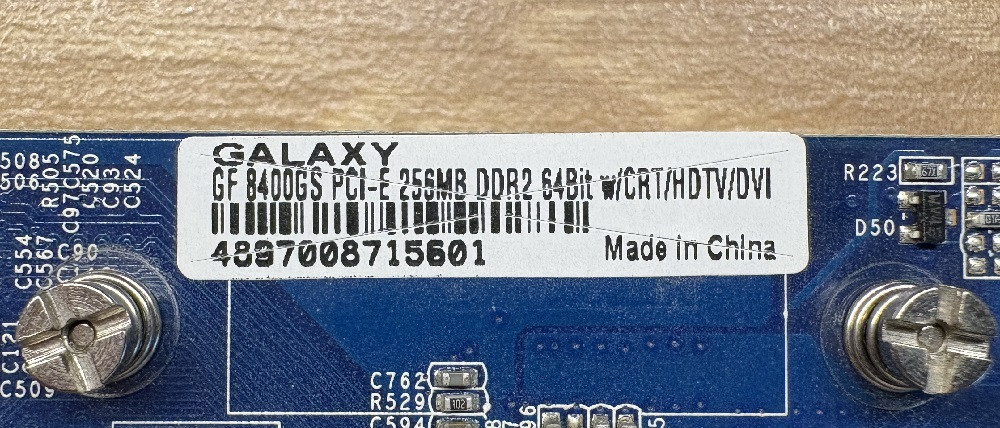 GALAXY
GF 8400GS PCI-E 256MB DDR2 64Bit w/CRT/HDTV/DVI
4897008715601
Made in China
R223
D50
R505
C97
C575
C520
C93
C524
C554
C567
C90
C121
C509
C762
R529
102
C594